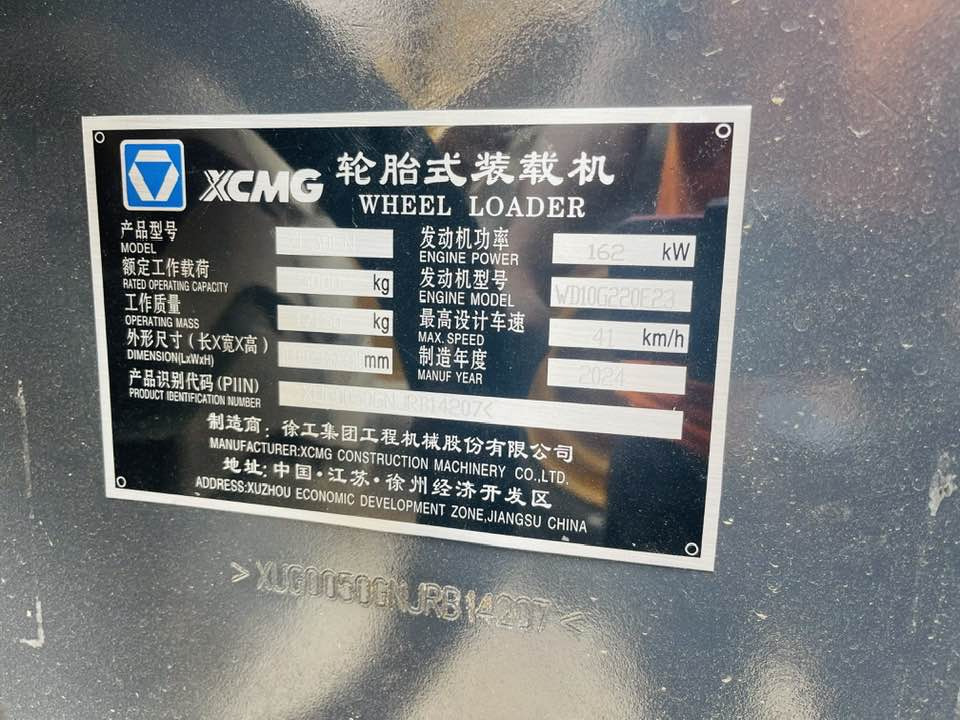 XCMG 轮胎式装载机
WHEEL LOADER
产品型号
MODEL
额定工作载荷 kg
RATED OPERATING CAPACITY
工作质量 kg
OPERATING MASS
外形尺寸(长X宽X高) mm
DIMENSION(LxWxH)
产品识别代码(PIIN)
PRODUCT IDENTIFICATION NUMBER
发动机功率 162 kW
ENGINE POWER
发动机型号 WD10G220E23
ENGINE MODEL
最高设计车速 41 km/h
MAX. SPEED
制造年度 2024
MANUF YEAR
制造商: 徐工集团工程机械股份有限公司
MANUFACTURER:XCMG CONSTRUCTION MACHINERY CO.,LTD.
地址: 中国·江苏·徐州经济开发区
ADDRESS:XUZHOU ECONOMIC DEVELOPMENT ZONE,JIANGSU CHINA
>XUG0050GNJRB14207<